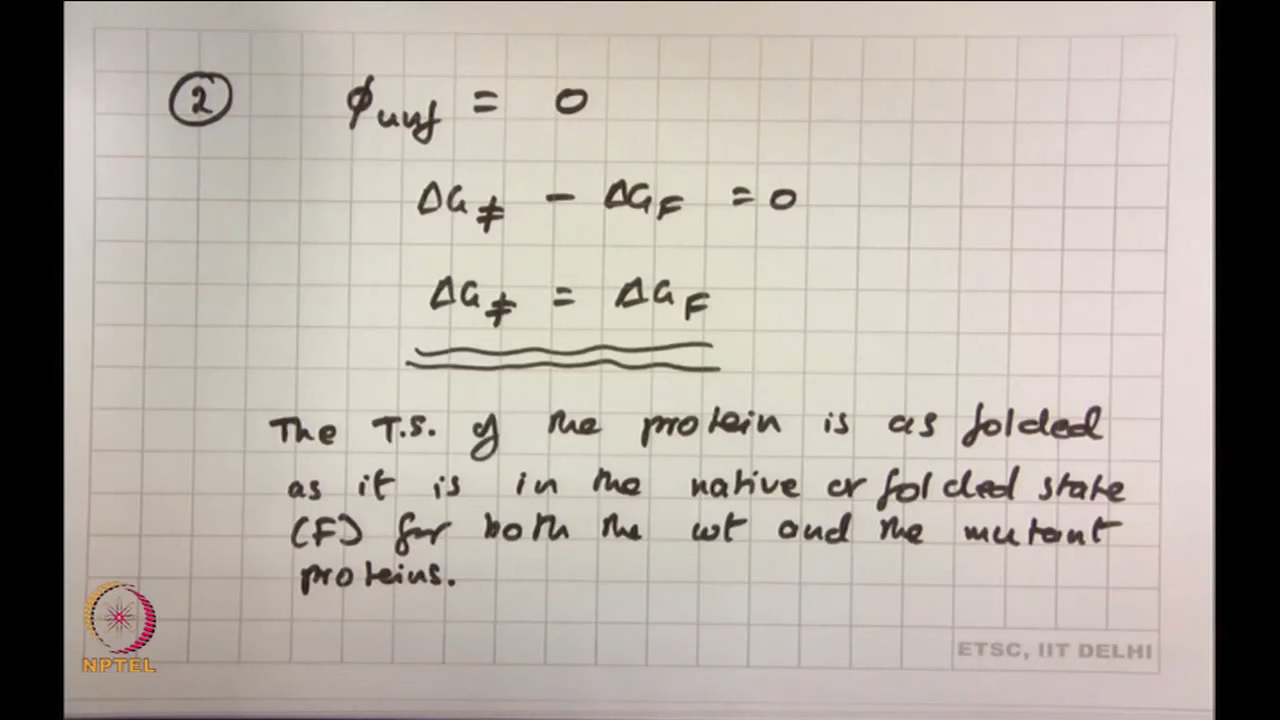 ② ϕunf = 0
ΔG‡ - ΔGF = 0
ΔG‡ = ΔGF
The T.S. of the protein is as folded
as it is in the native or folded state
(F) for both the wt and the mutant
proteins.
NPTEL
ETSC, IIT DELHI